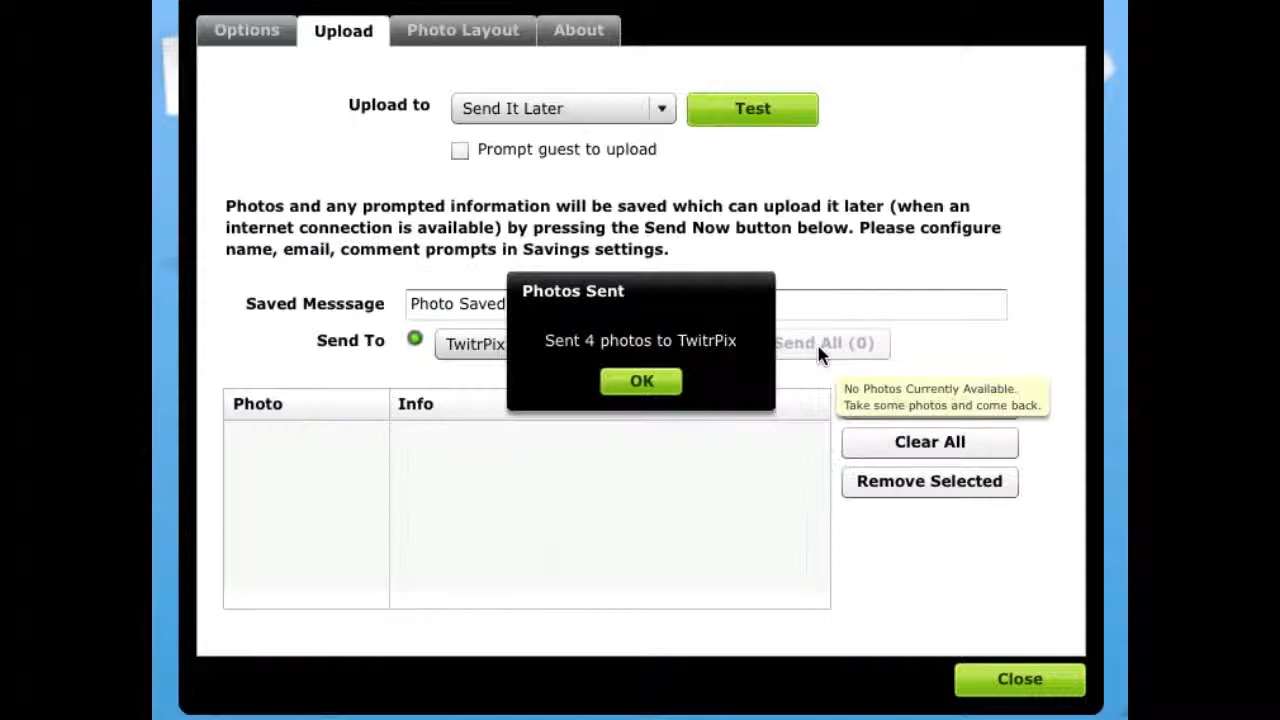 Options Upload Photo Layout About
Upload to Send It Later Test
Prompt guest to upload
Photos and any prompted information will be saved which can upload it later (when an
internet connection is available) by pressing the Send Now button below. Please configure
name, email, comment prompts in Savings settings.
Saved Messsage Photo Saved
Send To TwitrPix Send All (0)
Photos Sent
Sent 4 photos to TwitrPix
OK
No Photos Currently Available.
Take some photos and come back.
Photo Info
Clear All
Remove Selected
Close